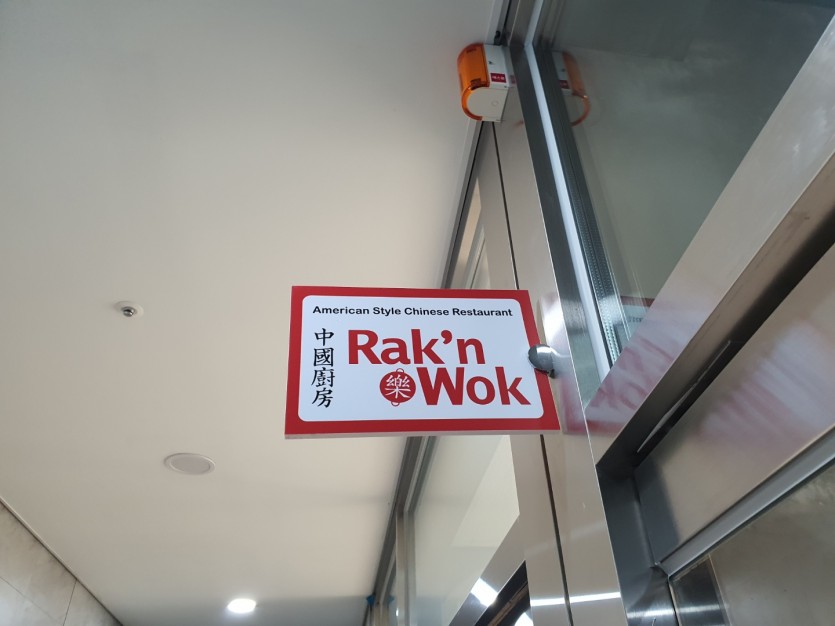 American Style Chinese Restaurant
中國廚房
Rak'n
樂 Wok